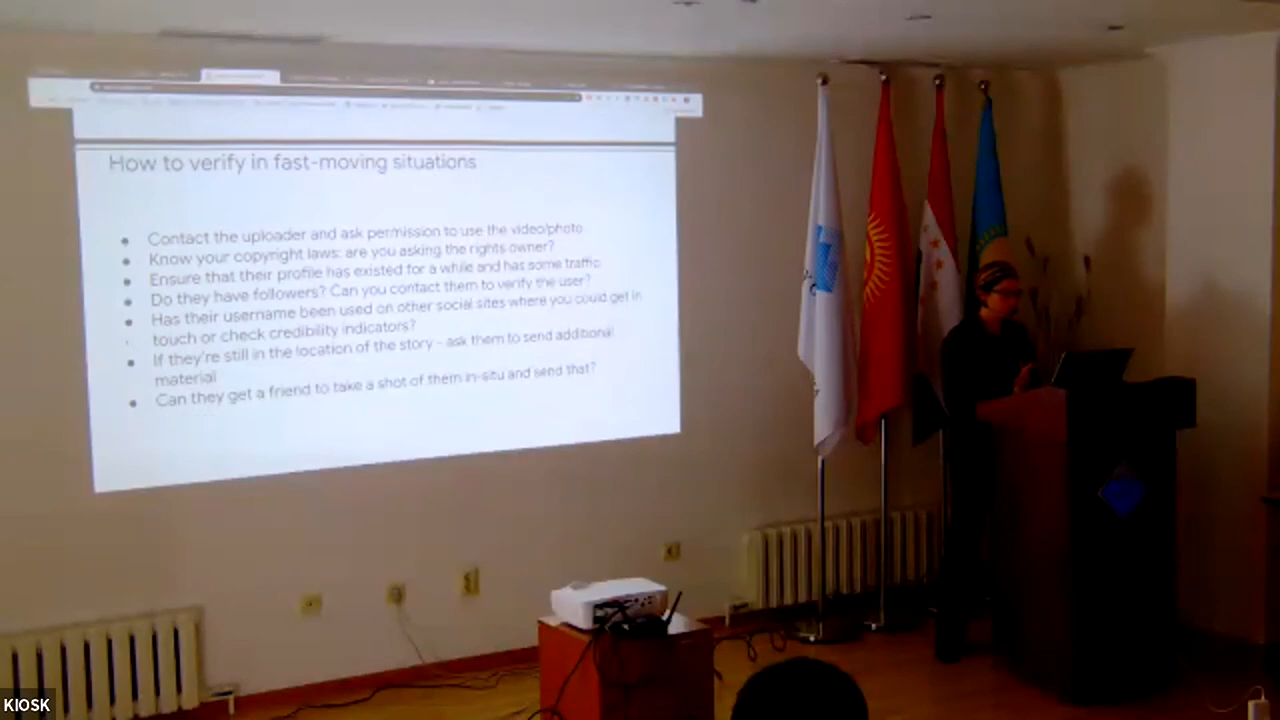 How to verify in fast-moving situations
Contact the uploader and ask permission to use the video/photo
Know your copyright laws: are you asking the rights owner?
Ensure that their profile has existed for a while and has some traffic.
Do they have followers? Can you contact them to verify the user?
Has their username been used on other social sites where you could get in
touch or check credibility indicators?
If they're still in the location of the story - ask them to send additional
material
Can they get a friend to take a shot of them in-situ and send that?
KIOSK